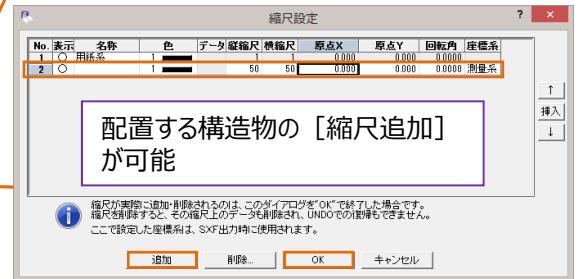 縮尺設定 ? ×
No. 表示 名称 色 データ 縦縮尺 横縮尺 原点X 原点Y 回転角 座標系
1 ○ 用紙系 1 1 1 0.000 0.000 0.0000
2 ○ 1 50 50 0.000 0.000 0.0000 測量系
↑
挿入
↓
配置する構造物の［縮尺追加］
が可能
縮尺が実際に追加・削除されるのは、このダイアログを"OK"で終了した場合です。
縮尺を削除すると、その縮尺上のデータも削除され、UNDOでの復帰もできません。
ここで設定した座標系は、SXF出力時に使用されます。
追加 削除... OK キャンセル